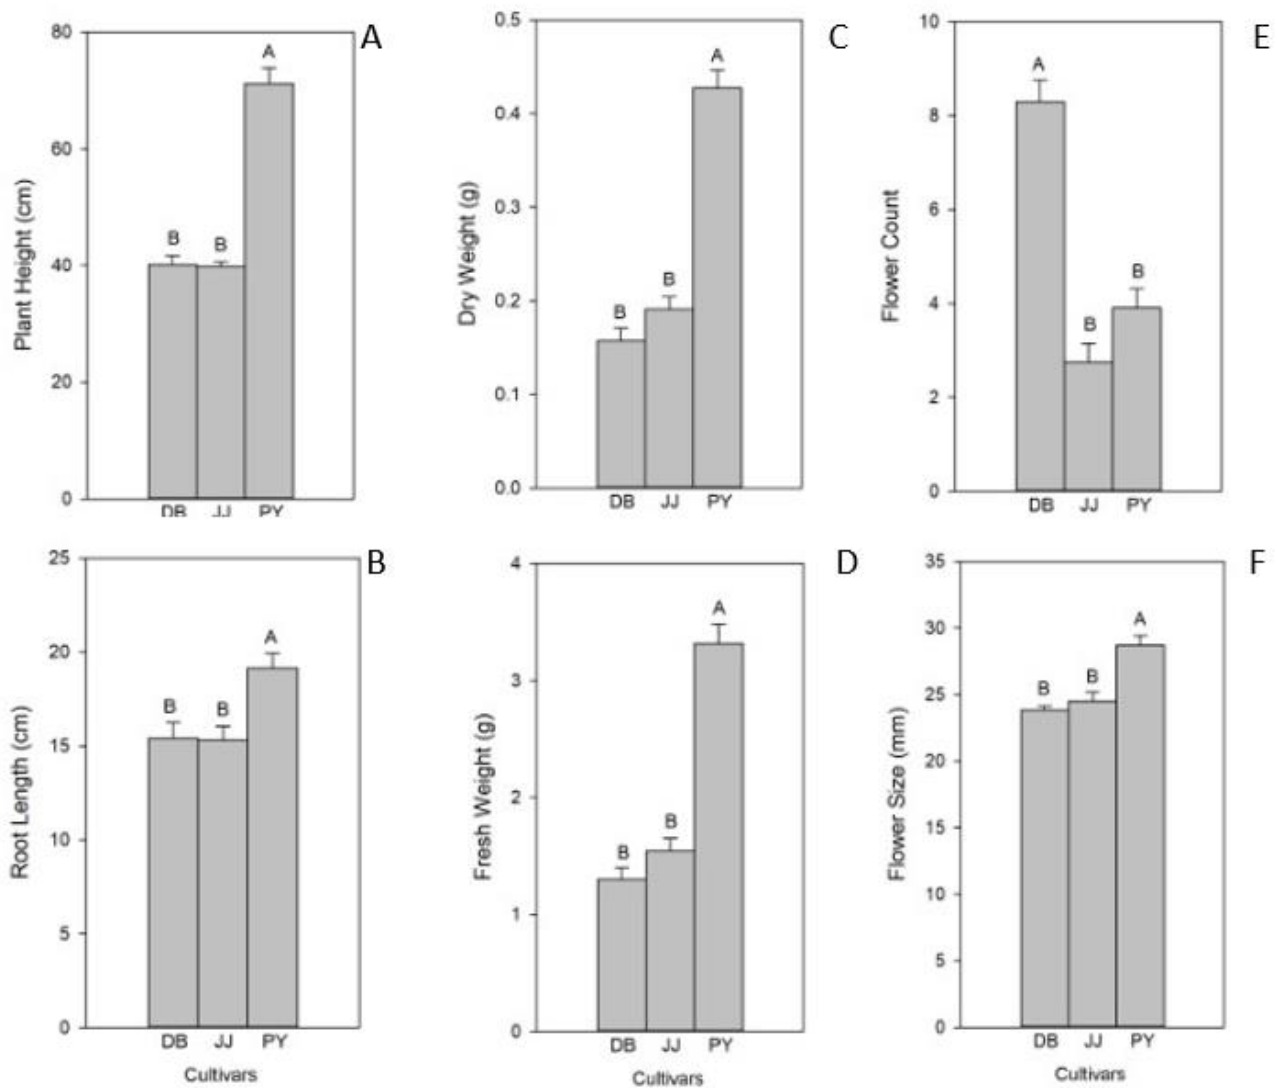 A
Plant Height (cm)
80
60
40
20
0
B
B
A
DB JJ PY
C
Dry Weight (g)
0.5
0.4
0.3
0.2
0.1
0.0
B
B
A
DB JJ PY
E
Flower Count
10
8
6
4
2
0
A
B
B
DB JJ PY
B
Root Length (cm)
25
20
15
10
5
0
B
B
A
DB JJ PY
Cultivars
D
Fresh Weight (g)
4
3
2
1
0
B
B
A
DB JJ PY
Cultivars
F
Flower Size (mm)
35
30
25
20
15
10
5
0
B
B
A
DB JJ PY
Cultivars